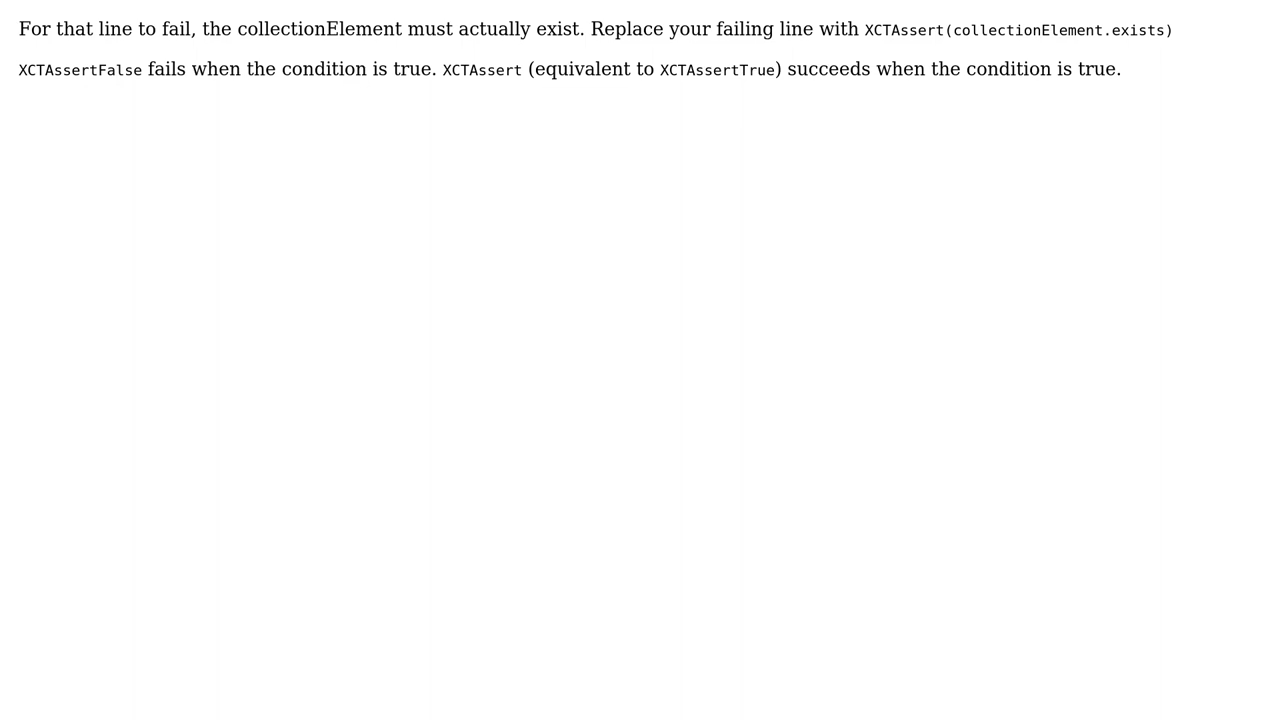 For that line to fail, the collectionElement must actually exist. Replace your failing line with XCTAssert(collectionElement.exists)
XCTAssertFalse fails when the condition is true. XCTAssert (equivalent to XCTAssertTrue) succeeds when the condition is true.